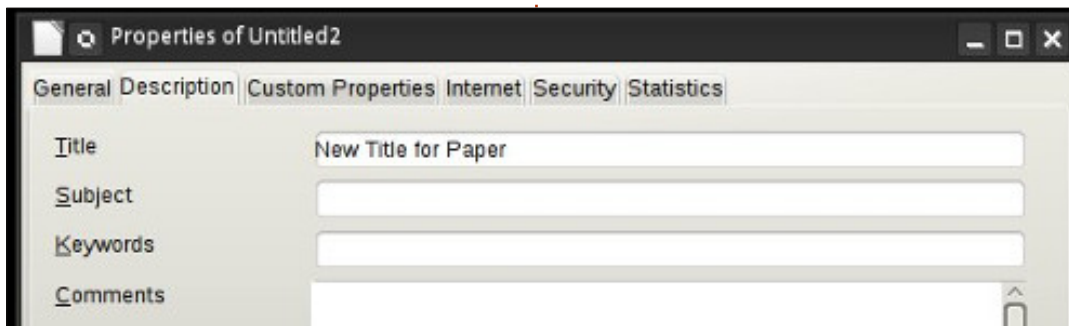 Properties of Untitled2
General Description Custom Properties Internet Security Statistics
Title New Title for Paper
Subject
Keywords
Comments